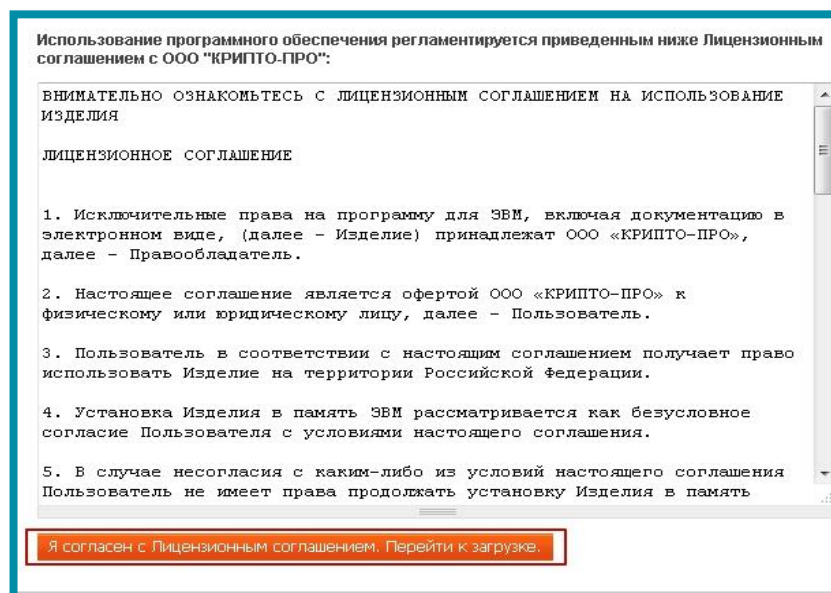 Использование программного обеспечения регламентируется приведенным ниже Лицензионным
соглашением с ООО "КРИПТО-ПРО":
ВНИМАТЕЛЬНО ОЗНАКОМЬТЕСЬ С ЛИЦЕНЗИОННЫМ СОГЛАШЕНИЕМ НА ИСПОЛЬЗОВАНИЕ
ИЗДЕЛИЯ
ЛИЦЕНЗИОННОЕ СОГЛАШЕНИЕ
1. Исключительные права на программу для ЭВМ, включая документацию в
электронном виде, (далее – Изделие) принадлежат ООО «КРИПТО-ПРО»,
далее – Правообладатель.
2. Настоящее соглашение является офертой ООО «КРИПТО-ПРО» к
физическому или юридическому лицу, далее – Пользователь.
3. Пользователь в соответствии с настоящим соглашением получает право
использовать Изделие на территории Российской Федерации.
4. Установка Изделия в память ЭВМ рассматривается как безусловное
согласие Пользователя с условиями настоящего соглашения.
5. В случае несогласия с каким-либо из условий настоящего соглашения
Пользователь не имеет права продолжать установку Изделия в память
Я согласен с Лицензионным соглашением. Перейти к загрузке.